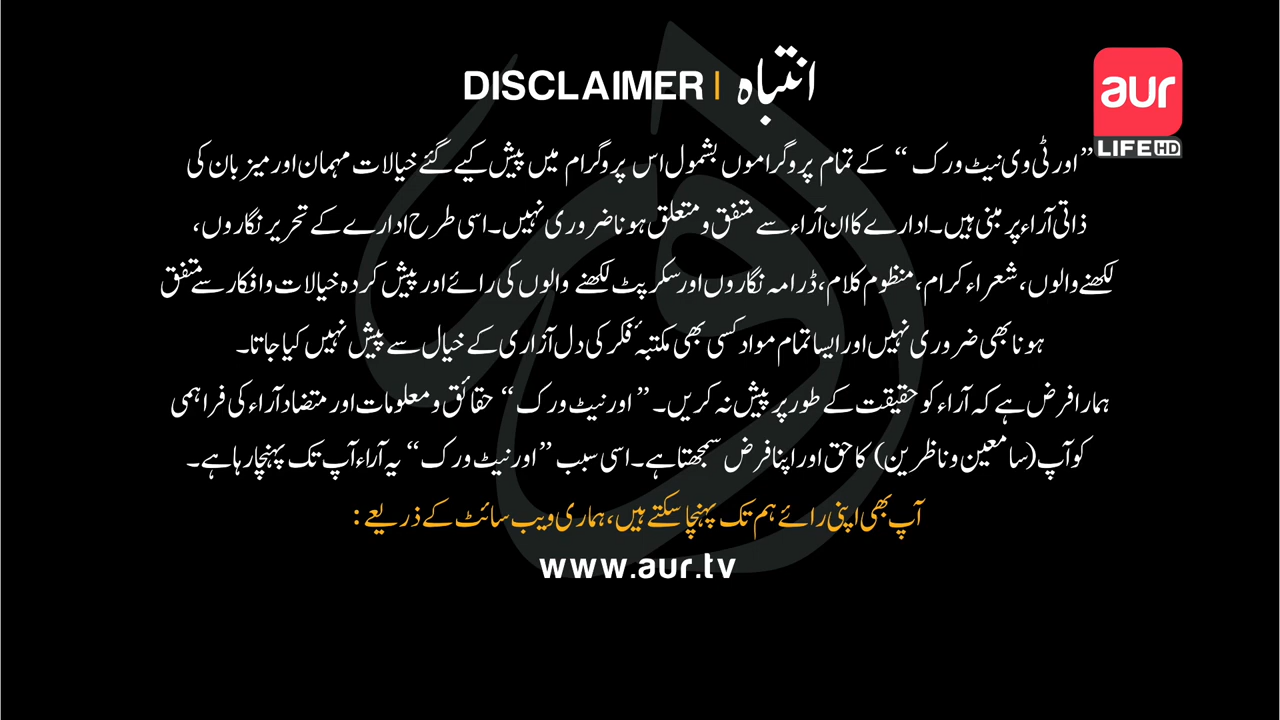 DISCLAIMER | انتباہ
aur
LIFE HD
”اور ٹی وی نیٹ ورک“ کے تمام پروگراموں بشمول اس پروگرام میں پیش کیے گئے خیالات مہمان اور میزبان کی
ذاتی آراء پر مبنی ہیں۔ ادارے کا ان آراء سے متفق و متعلق ہونا ضروری نہیں۔ اسی طرح ادارے کے تحریر نگاروں،
لکھنے والوں، شعراء کرام، منظوم کلام، ڈرامہ نگاروں اور سکرپٹ لکھنے والوں کی رائے اور پیش کردہ خیالات و افکار سے متفق
ہونا بھی ضروری نہیں اور ایسا تمام مواد کسی بھی مکتبۂ فکر کی دل آزاری کے خیال سے پیش نہیں کیا جاتا۔
ہمارا فرض ہے کہ آراء کو حقیقت کے طور پر پیش نہ کریں۔ ”اور نیٹ ورک“ حقائق و معلومات اور متضاد آراء کی فراہمی
کو آپ (سامعین و ناظرین) کا حق اور اپنا فرض سمجھتا ہے۔ اسی سبب ”اور نیٹ ورک“ یہ آراء آپ تک پہنچا رہا ہے۔
آپ بھی اپنی رائے ہم تک پہنچا سکتے ہیں، ہماری ویب سائٹ کے ذریعے:
www.aur.tv